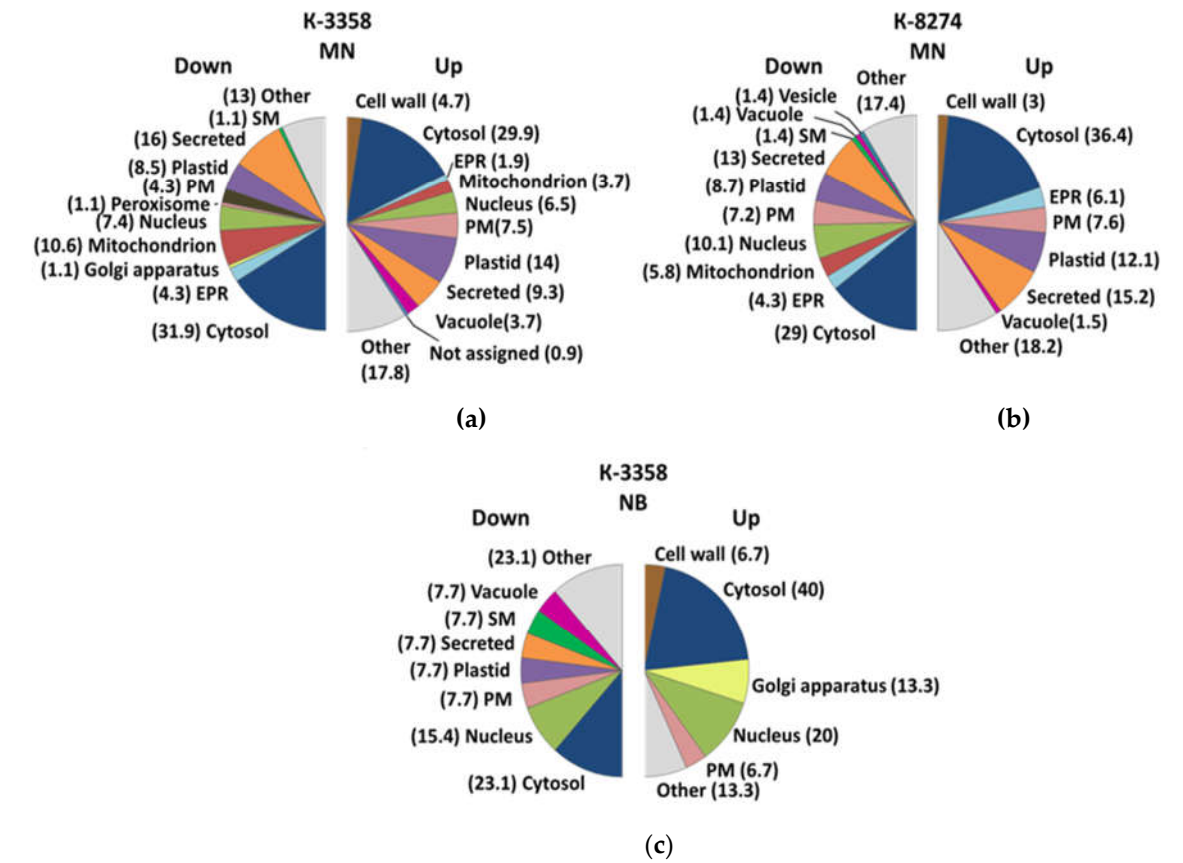 K-3358
MN
Down
Up
(13) Other
(1.1) SM
(16) Secreted
(8.5) Plastid
(4.3) PM
(1.1) Peroxisome
(7.4) Nucleus
(10.6) Mitochondrion
(1.1) Golgi apparatus
(4.3) EPR
(31.9) Cytosol
Cell wall (4.7)
Cytosol (29.9)
EPR (1.9)
Mitochondrion (3.7)
Nucleus (6.5)
PM(7.5)
Plastid (14)
Secreted (9.3)
Vacuole(3.7)
Not assigned (0.9)
Other
(17.8)
(a)
K-8274
MN
Down
Up
Other
(17.4)
(1.4) Vesicle
(1.4) Vacuole
(1.4) SM
(13) Secreted
(8.7) Plastid
(7.2) PM
(10.1) Nucleus
(5.8) Mitochondrion
(4.3) EPR
(29) Cytosol
Cell wall (3)
Cytosol (36.4)
EPR (6.1)
PM (7.6)
Plastid (12.1)
Secreted (15.2)
Vacuole(1.5)
Other (18.2)
(b)
K-3358
NB
Down
Up
(23.1) Other
(7.7) Vacuole
(7.7) SM
(7.7) Secreted
(7.7) Plastid
(7.7) PM
(15.4) Nucleus
(23.1) Cytosol
Cell wall (6.7)
Cytosol (40)
Golgi apparatus (13.3)
Nucleus (20)
PM (6.7)
Other (13.3)
(c)